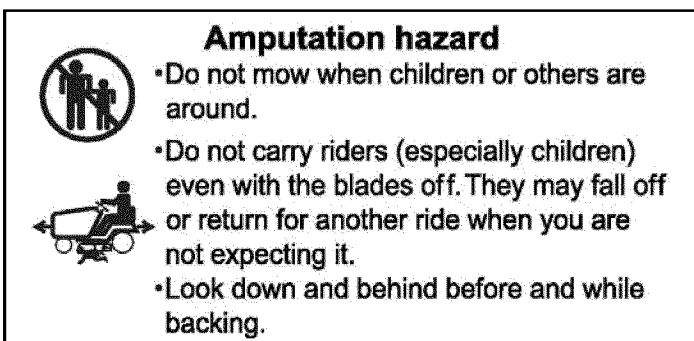 Amputation hazard
•Do not mow when children or others are
around.
•Do not carry riders (especially children)
even with the blades off. They may fall off
or return for another ride when you are
not expecting it.
•Look down and behind before and while
backing.